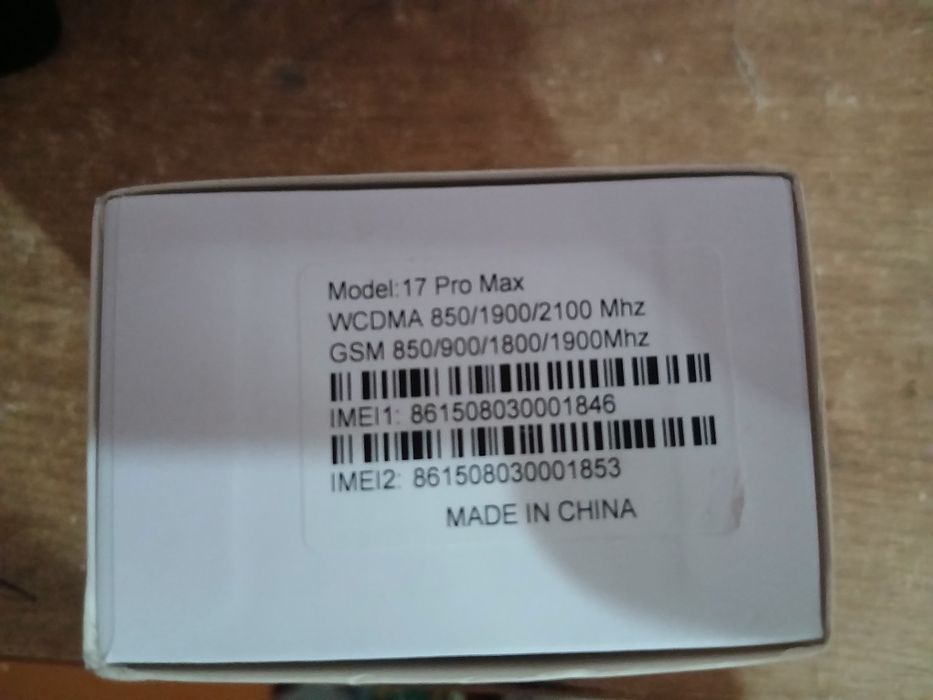 Model:17 Pro Max
WCDMA 850/1900/2100 Mhz
GSM 850/900/1800/1900Mhz
IMEI1: 861508030001846
IMEI2: 861508030001853
MADE IN CHINA